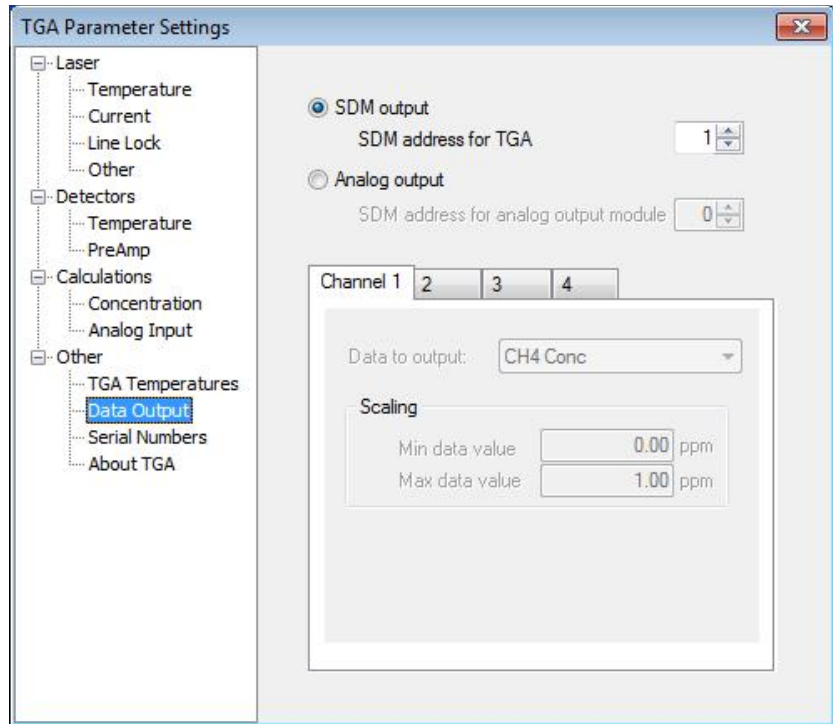 TGA Parameter Settings
Laser
Temperature
Current
Line Lock
Other
Detectors
Temperature
PreAmp
Calculations
Concentration
Analog Input
Other
TGA Temperatures
Data Output
Serial Numbers
About TGA
SDM output
SDM address for TGA 1
Analog output
SDM address for analog output module 0
Channel 1 2 3 4
Data to output: CH4 Conc
Scaling
Min data value 0.00 ppm
Max data value 1.00 ppm